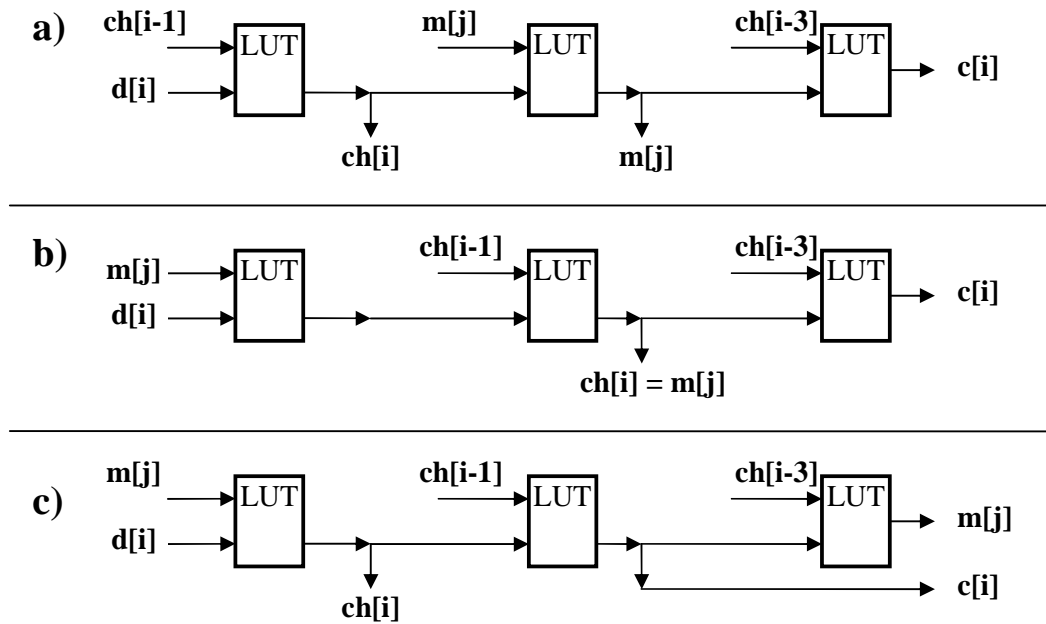 a) ch[i-1] m[j] ch[i-3]
LUT LUT LUT
d[i] c[i]
ch[i] m[j]
b) m[j] ch[i-1] ch[i-3]
LUT LUT LUT
d[i] c[i]
ch[i] = m[j]
c) m[j] ch[i-1] ch[i-3]
LUT LUT LUT
d[i] m[j]
ch[i] c[i]